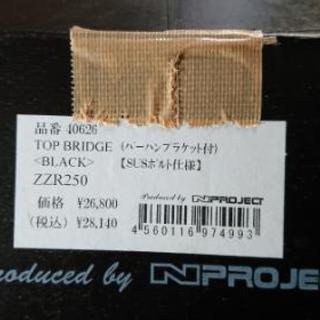 品番 40626
TOP BRIDGE (ハーハンブラケット付)
<BLACK> 【SUSボルト仕様】
ZZR250
Produced by NPROJECT
価格 ¥26,800
(税込) ¥28,140
4 560116 974993
roduced by NPROJE